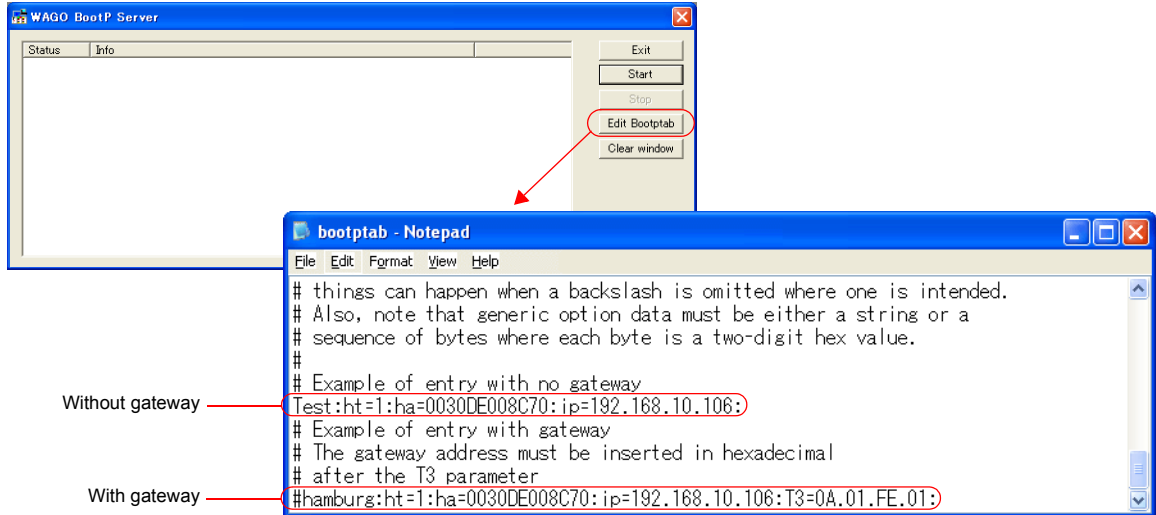 WAGO BootP Server
Status Info
Exit
Start
Stop
Edit Bootptab
Clear window
bootptab - Notepad
File Edit Format View Help
# things can happen when a backslash is omitted where one is intended.
# Also, note that generic option data must be either a string or a
# sequence of bytes where each byte is a two-digit hex value.
#
# Example of entry with no gateway
Without gateway
Test:ht=1:ha=0030DE008C70:ip=192.168.10.106:
# Example of entry with gateway
# The gateway address must be inserted in hexadecimal
# after the T3 parameter
With gateway
#hamburg:ht=1:ha=0030DE008C70:ip=192.168.10.106:T3=0A.01.FE.01: